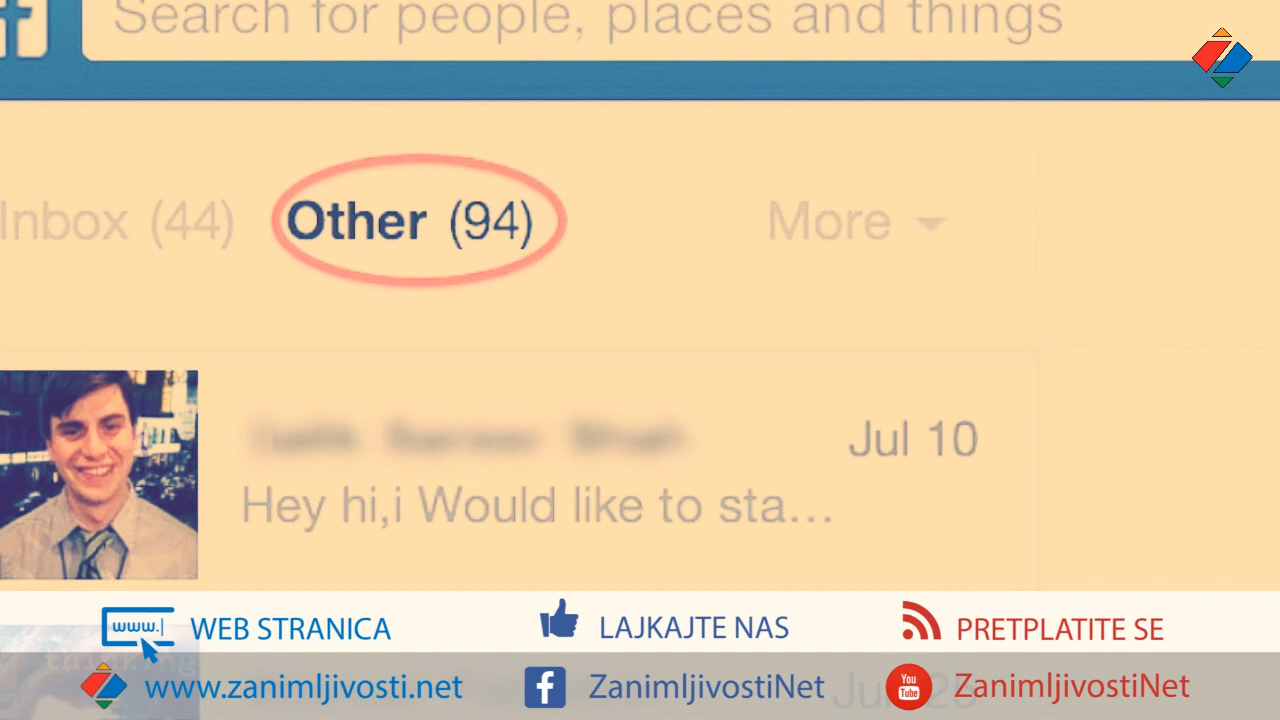 Search for people, places and things
Inbox (44) Other (94) More
Jul 10
Hey hi,i Would like to sta...
www.| WEB STRANICA LAJKAJTE NAS PRETPLATITE SE
thinking
www.zanimljivosti.net f ZanimljivostiNet You Tube ZanimljivostiNet